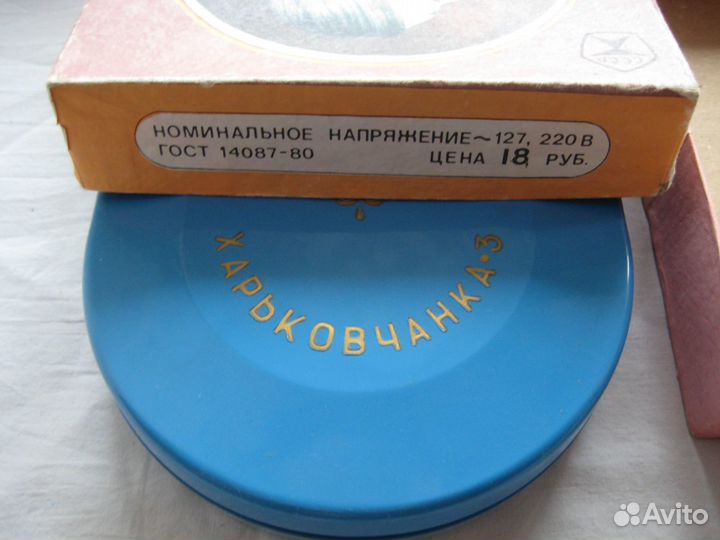 НОМИНАЛЬНОЕ НАПРЯЖЕНИЕ~127, 220 В
ГОСТ 14087-80 ЦЕНА 18 РУБ.
ХАРЬКОВЧАНКА·3
Avito